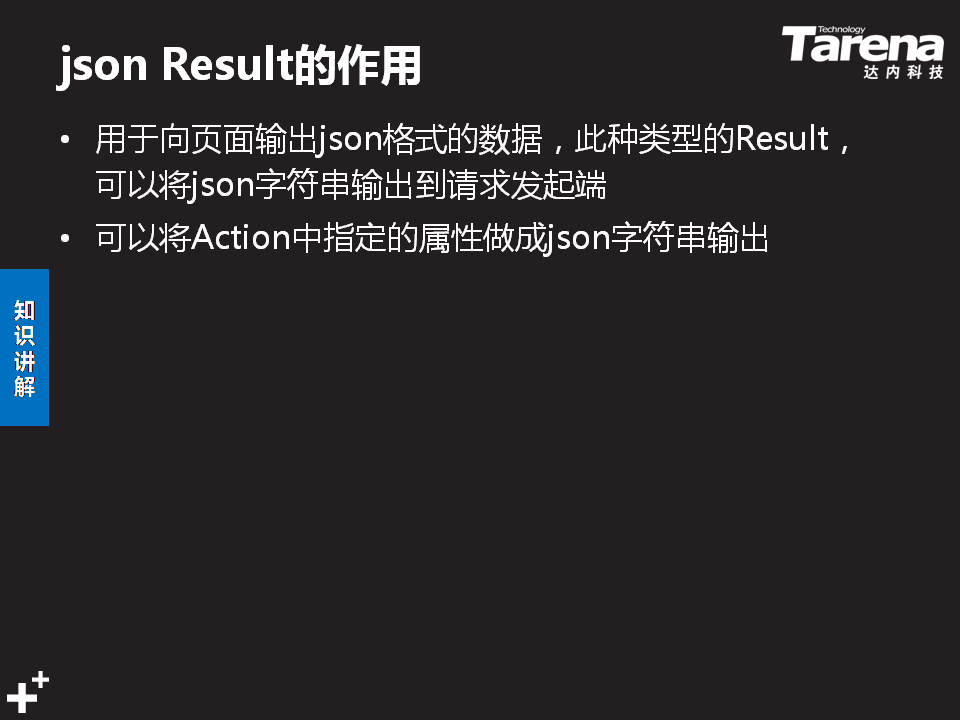 json Result的作用
Technology
Tarena
达内科技
• 用于向页面输出json格式的数据，此种类型的Result，
可以将json字符串输出到请求发起端
• 可以将Action中指定的属性做成json字符串输出
知
识
讲
解